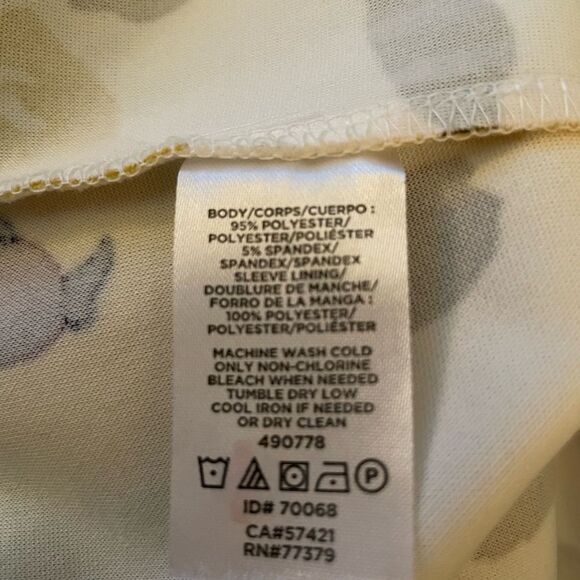 BODY/CORPS/CUERPO :
95% POLYESTER/
POLYESTER/POLIÉSTER
5% SPANDEX/
SPANDEX/SPANDEX
SLEEVE LINING/
DOUBLURE DE MANCHE/
FORRO DE LA MANGA :
100% POLYESTER/
POLYESTER/POLIÉSTER
MACHINE WASH COLD
ONLY NON-CHLORINE
BLEACH WHEN NEEDED
TUMBLE DRY LOW
COOL IRON IF NEEDED
OR DRY CLEAN
490778
P
ID# 70068
CA#57421
RN#77379